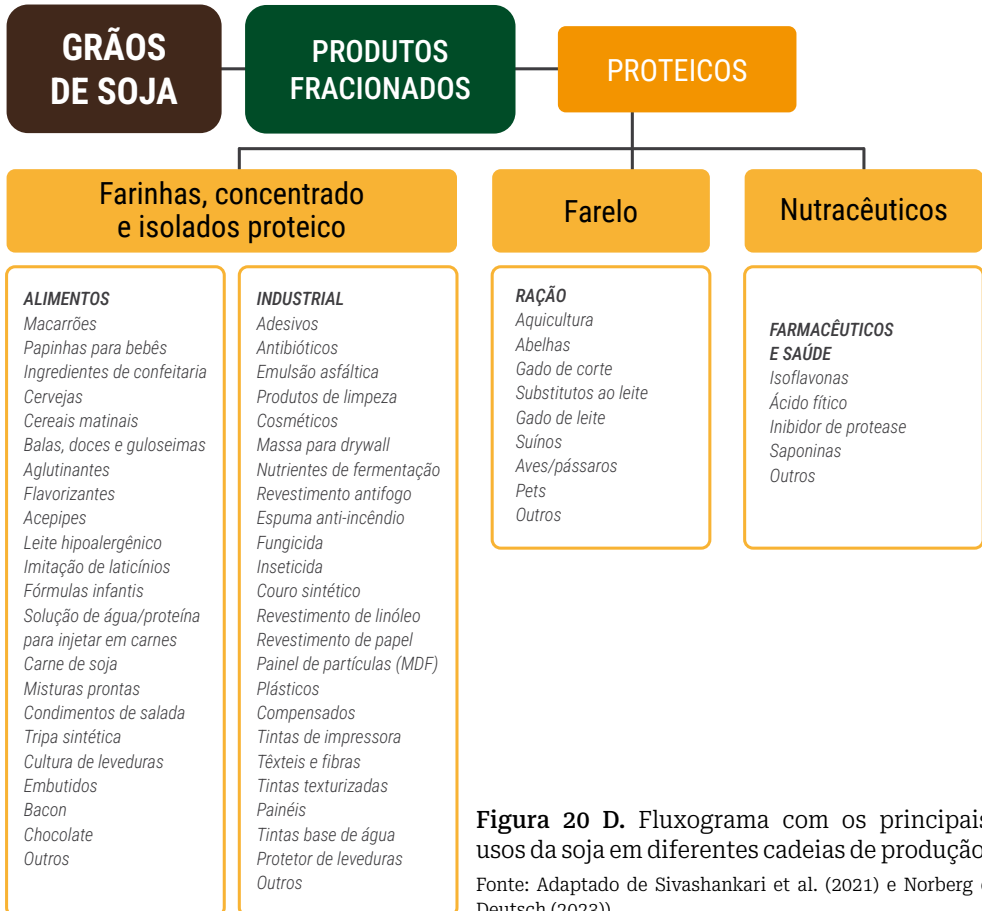 GRÃOS
DE SOJA
PRODUTOS
FRACIONADOS
PROTEICOS
Farinhas, concentrado
e isolados proteico
Farelo
Nutracêuticos
ALIMENTOS
Macarrões
Papinhas para bebês
Ingredientes de confeitaria
Cervejas
Cereais matinais
Balas, doces e guloseimas
Aglutinantes
Flavorizantes
Acepipes
Leite hipoalergênico
Imitação de laticínios
Fórmulas infantis
Solução de água/proteína
para injetar em carnes
Carne de soja
Misturas prontas
Condimentos de salada
Tripa sintética
Cultura de leveduras
Embutidos
Bacon
Chocolate
Outros
INDUSTRIAL
Adesivos
Antibióticos
Emulsão asfáltica
Produtos de limpeza
Cosméticos
Massa para drywall
Nutrientes de fermentação
Revestimento antifogo
Espuma anti-incêndio
Fungicida
Inseticida
Couro sintético
Revestimento de linóleo
Revestimento de papel
Painel de partículas (MDF)
Plásticos
Compensados
Tintas de impressora
Têxteis e fibras
Tintas texturizadas
Painéis
Tintas base de água
Protetor de leveduras
Outros
RAÇÃO
Aquicultura
Abelhas
Gado de corte
Substitutos ao leite
Gado de leite
Suínos
Aves/pássaros
Pets
Outros
FARMACÊUTICOS
E SAÚDE
Isoflavonas
Ácido fítico
Inibidor de protease
Saponinas
Outros
Figura 20 D. Fluxograma com os principais
usos da soja em diferentes cadeias de produção
Fonte: Adaptado de Sivashankari et al. (2021) e Norberg e
Deutsch (2023))